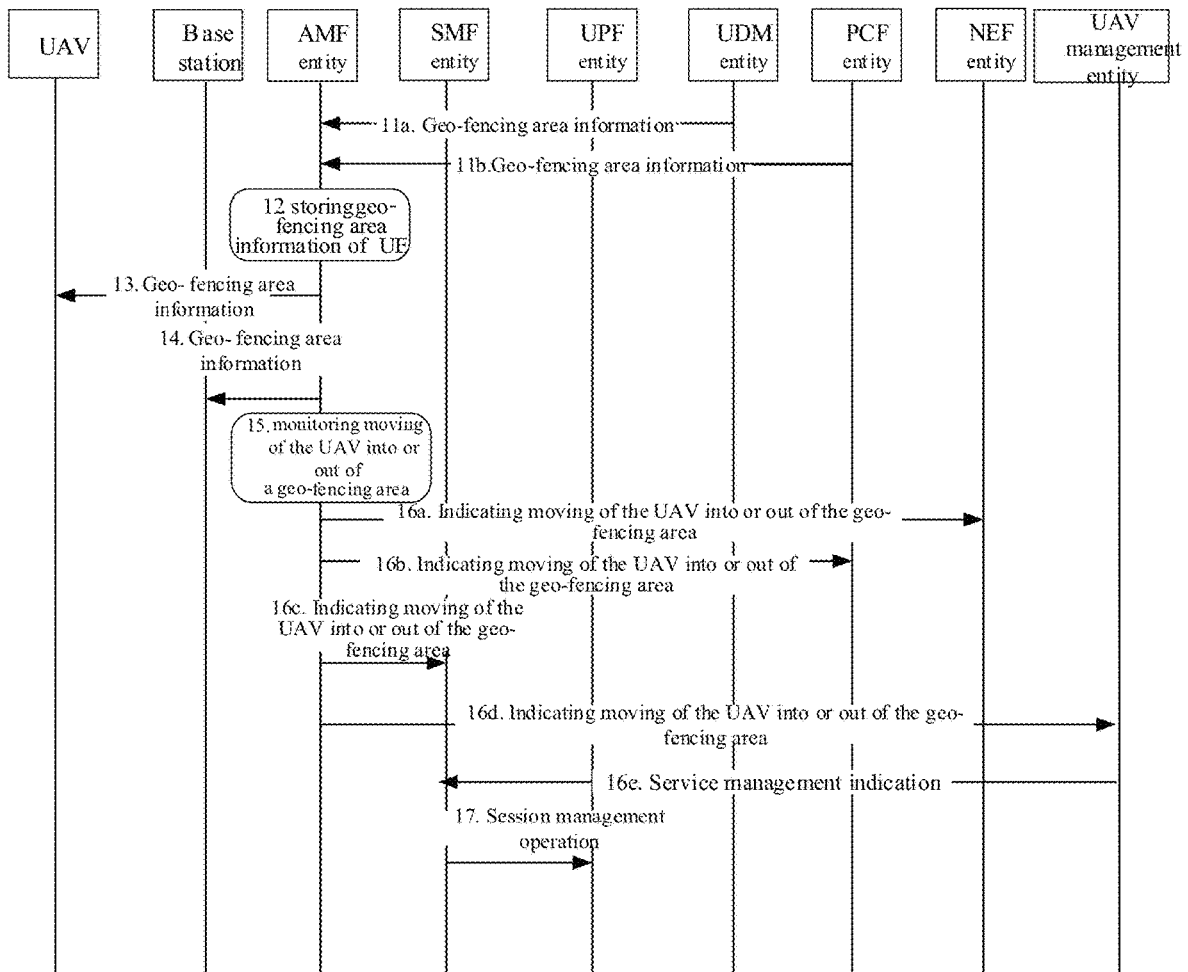 UAV
Base
station
AMF
entity
SMF
entity
UPF
entity
UDM
entity
PCF
entity
NEF
entity
UAV
management
entity
11a. Geo-fencing area information
11b.Geo-fencing area information
12 storing geo-
fencing area
information of UE
13. Geo- fencing area
information
14. Geo- fencing area
information
15. monitoring moving
of the UAV into or
out of
a geo-fencing area
16a. Indicating moving of the UAV into or out of the geo-
fencing area
16b. Indicating moving of the UAV into or out of
the geo-fencing area
16c. Indicating moving of the
UAV into or out of the geo-
fencing area
16d. Indicating moving of the UAV into or out of the geo-
fencing area
16e. Service management indication
17. Session management
operation